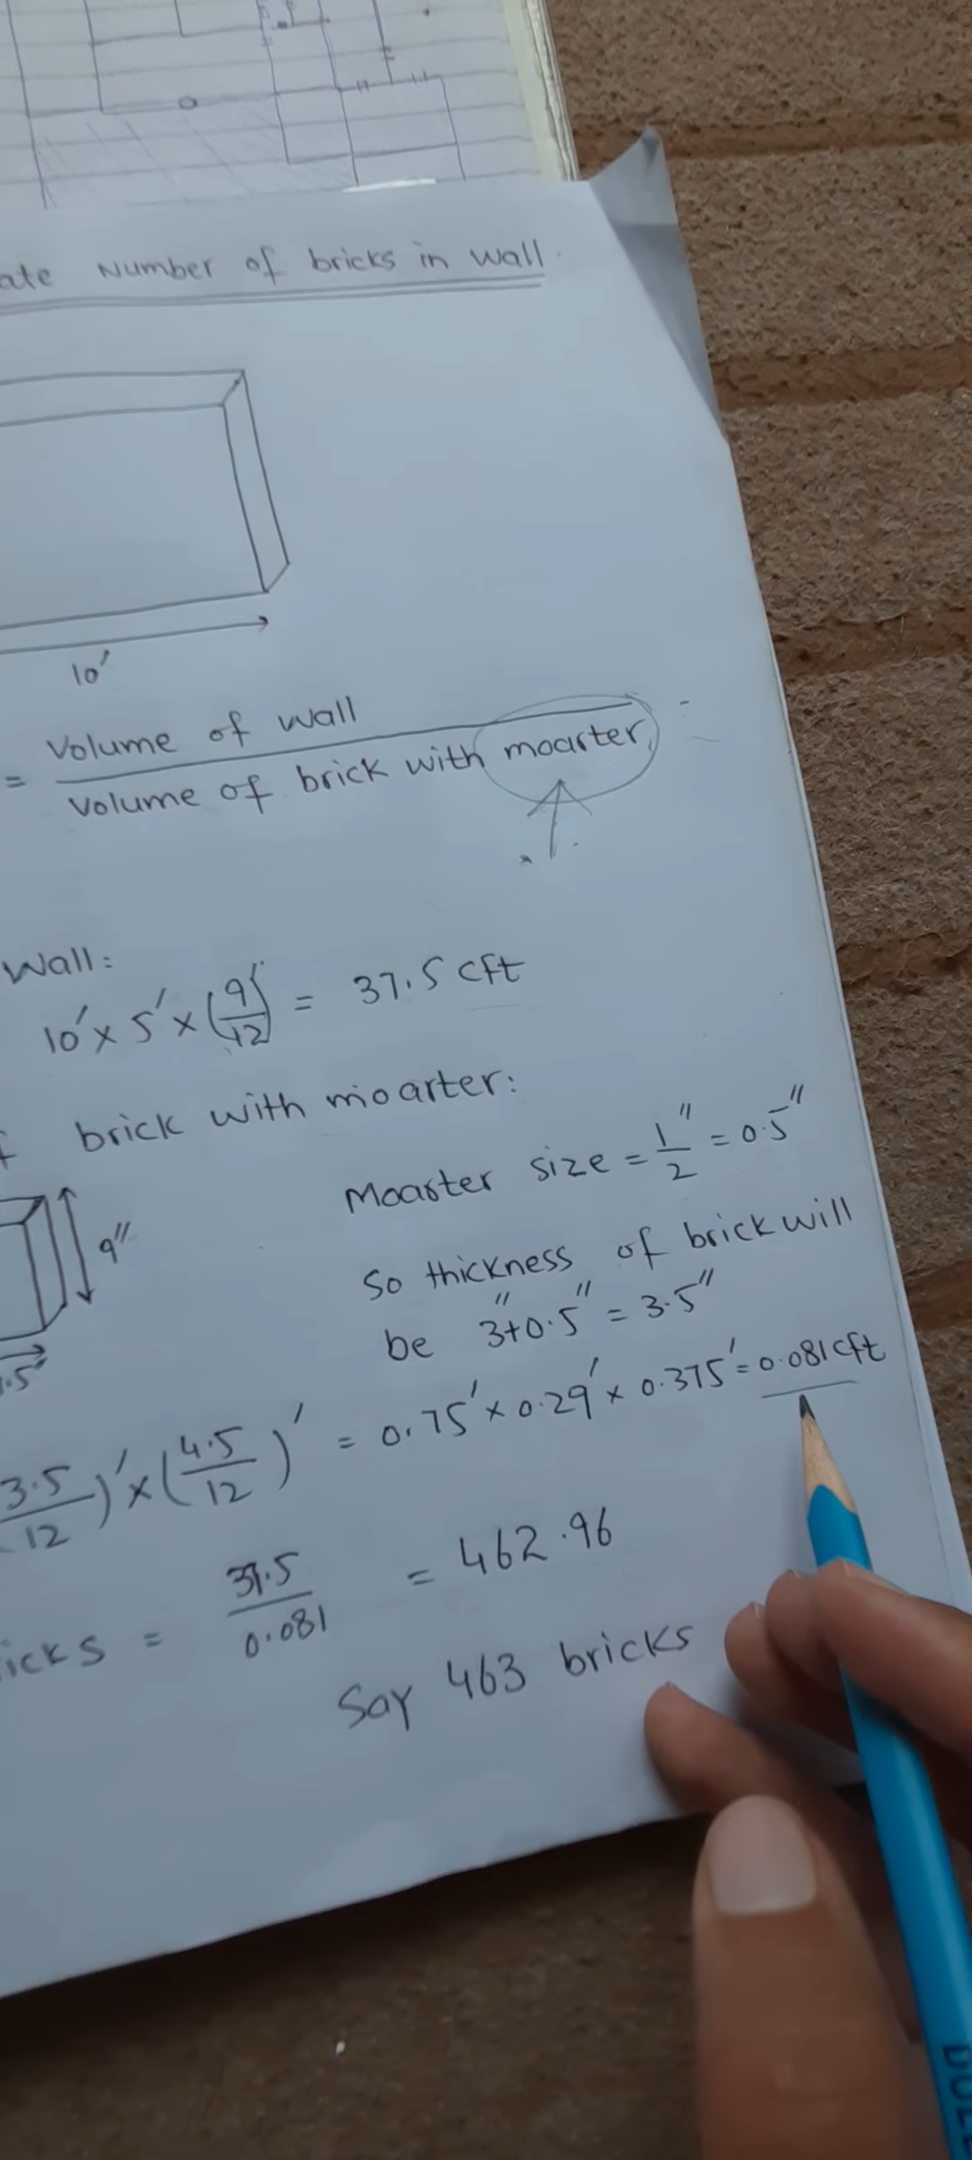 ate Number of bricks in wall
10'
= Volume of wall
Volume of brick with moarter
Wall:
10' x 5' x (9/12)' = 37.5 cft
f brick with moarter:
Moarter size = 1/2" = 0.5"
9"
So thickness of brick will
be 3"+0.5" = 3.5"
.5"
3.5/12)' x (4.5/12)' = 0.75' x 0.29' x 0.375' = 0.081 cft
icks = 37.5/0.081 = 462.96
Say 463 bricks